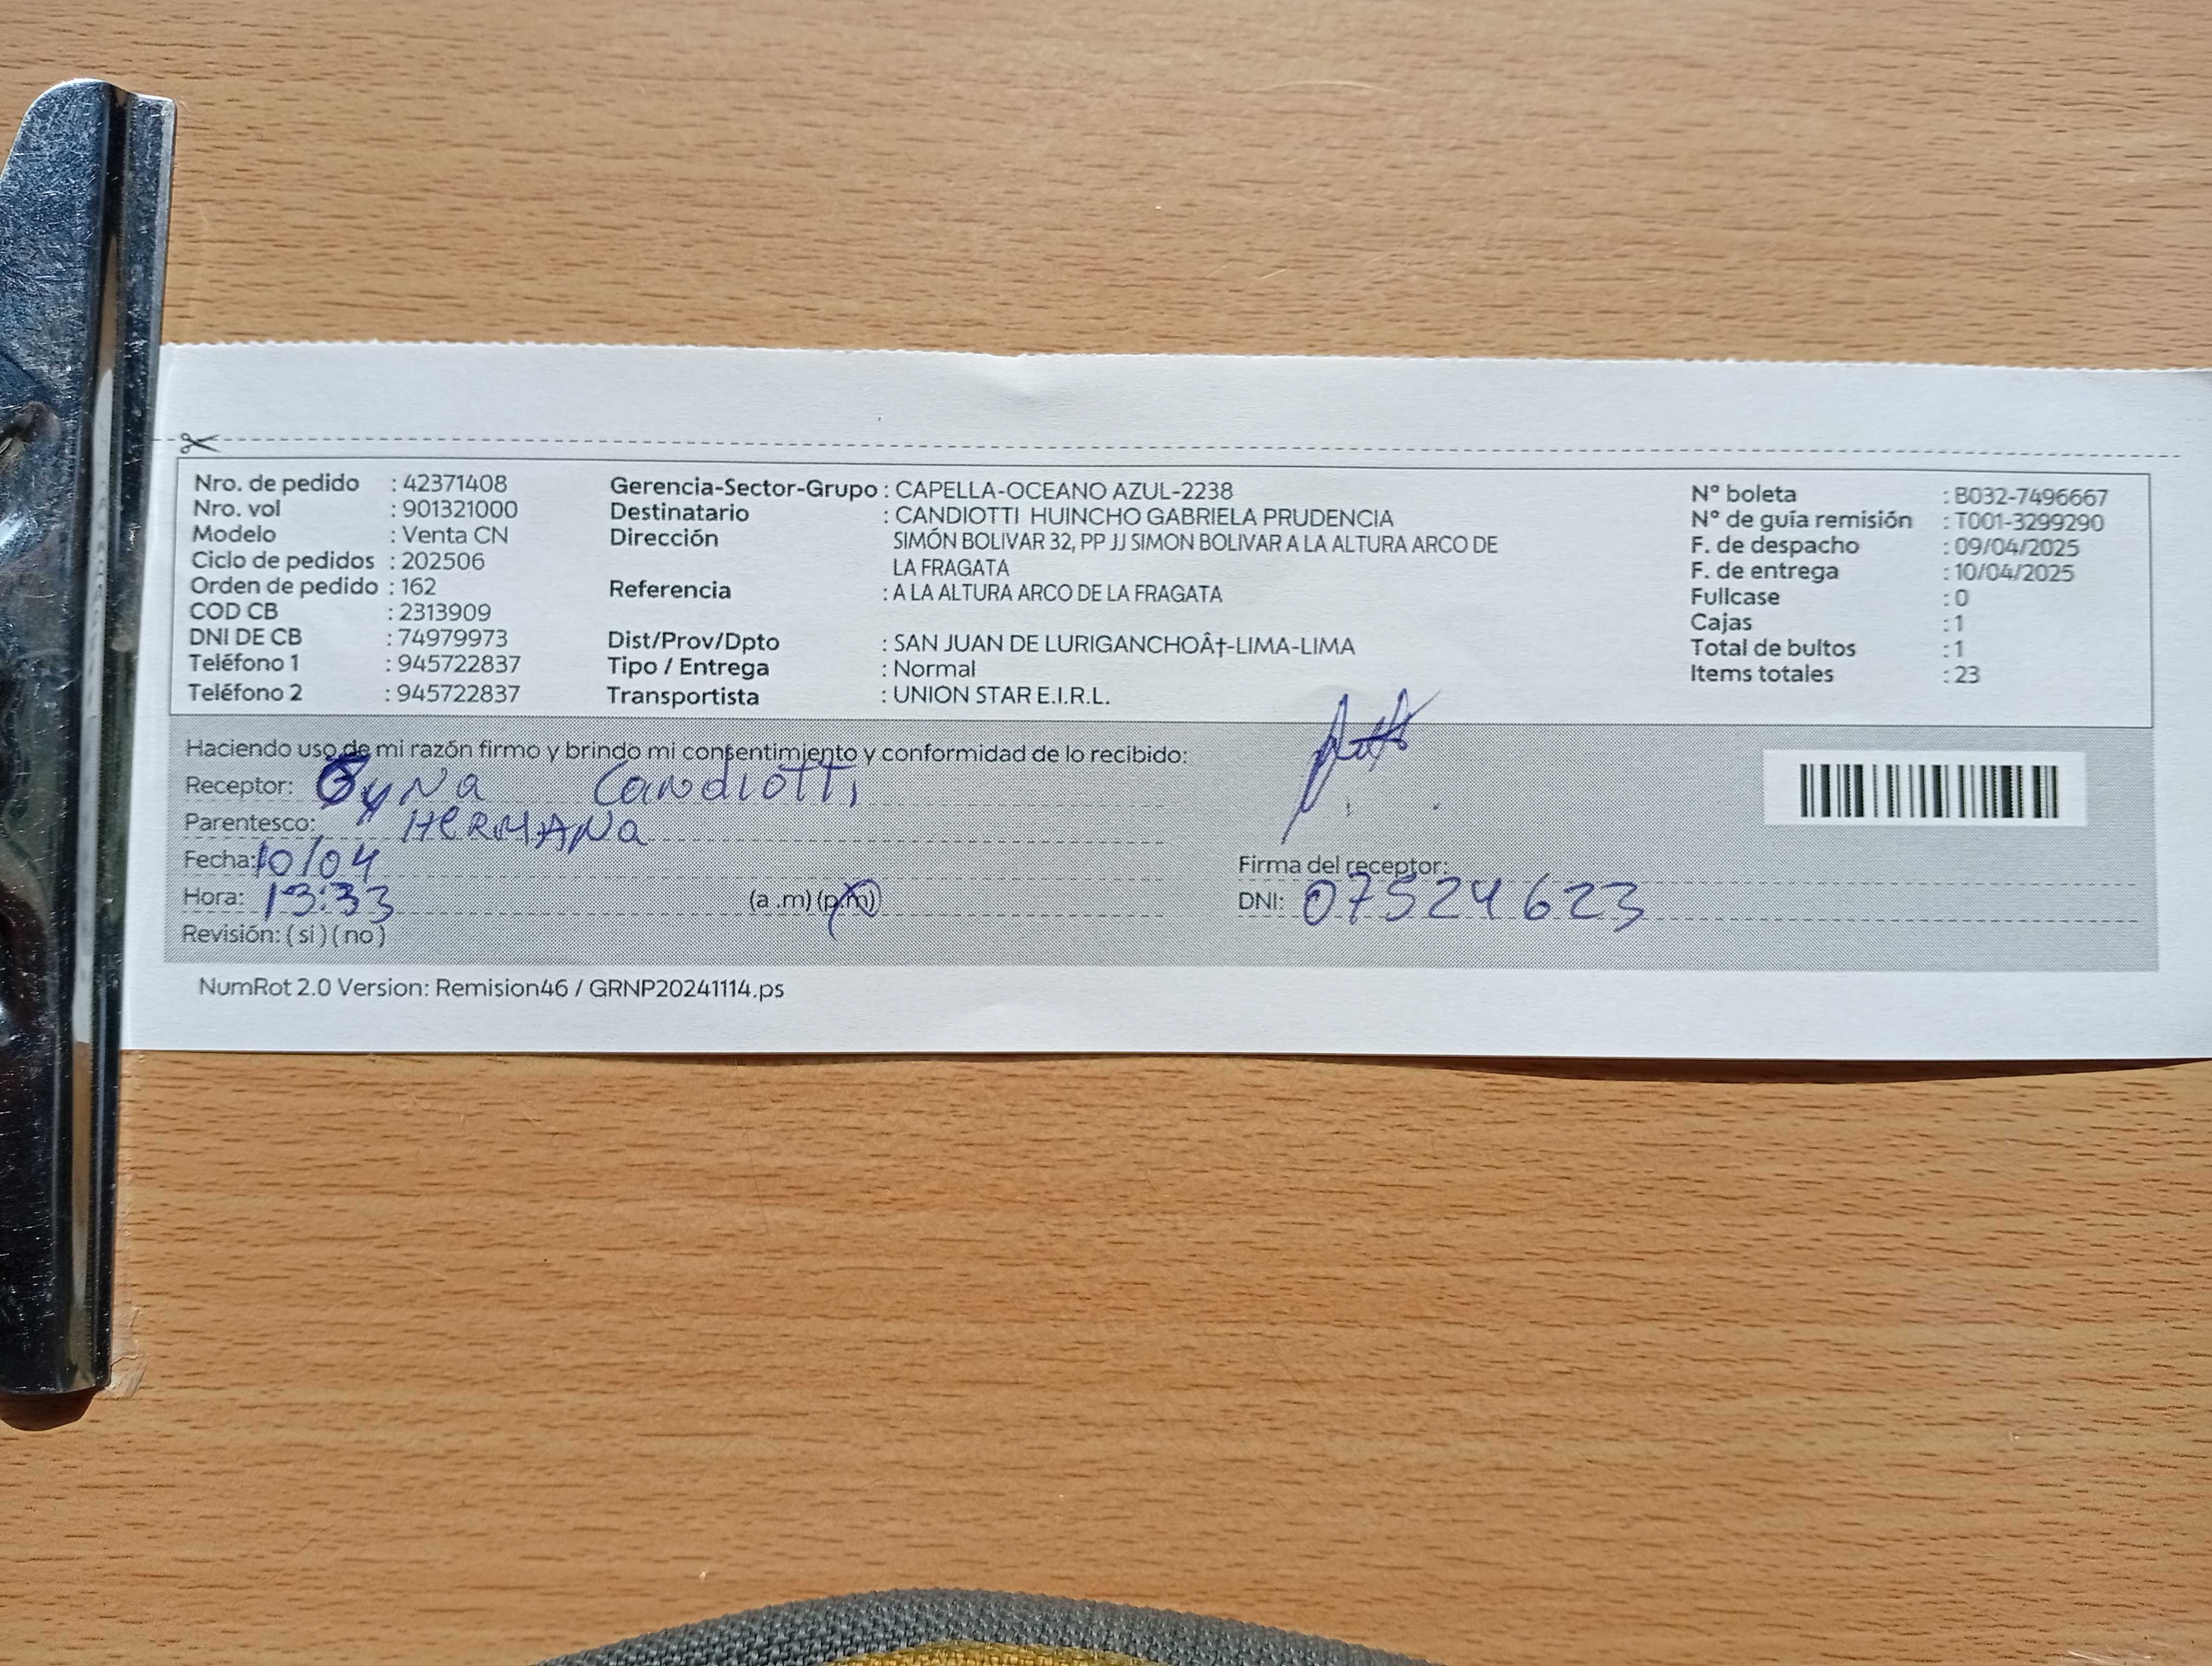 Nro. de pedido : 42371408
Nro. vol : 901321000
Modelo : Venta CN
Ciclo de pedidos : 202506
Orden de pedido : 162
COD CB : 2313909
DNI DE CB : 74979973
Teléfono 1 : 945722837
Teléfono 2 : 945722837
Gerencia-Sector-Grupo : CAPELLA-OCEANO AZUL-2238
Destinatario : CANDIOTTI HUINCHO GABRIELA PRUDENCIA
Dirección SIMÓN BOLIVAR 32, PP JJ SIMON BOLIVAR A LA ALTURA ARCO DE
LA FRAGATA
Referencia : A LA ALTURA ARCO DE LA FRAGATA
Dist/Prov/Dpto : SAN JUAN DE LURIGANCHOÂ†-LIMA-LIMA
Tipo / Entrega : Normal
Transportista : UNION STAR E.I.R.L.
N° boleta : B032-7496667
N° de guía remisión : T001-3299290
F. de despacho : 09/04/2025
F. de entrega : 10/04/2025
Fullcase : 0
Cajas : 1
Total de bultos : 1
Items totales : 23
Haciendo uso de mi razón firmo y brindo mi consentimiento y conformidad de lo recibido:
Receptor: Gyna Candiotti
Parentesco: HERMANa
Fecha: 10/04
Hora: 13:33 (a .m) (p.m)
Revisión: ( si ) ( no )
Firma del receptor:
DNI: 07524623
NumRot 2.0 Version: Remision46 / GRNP20241114.ps